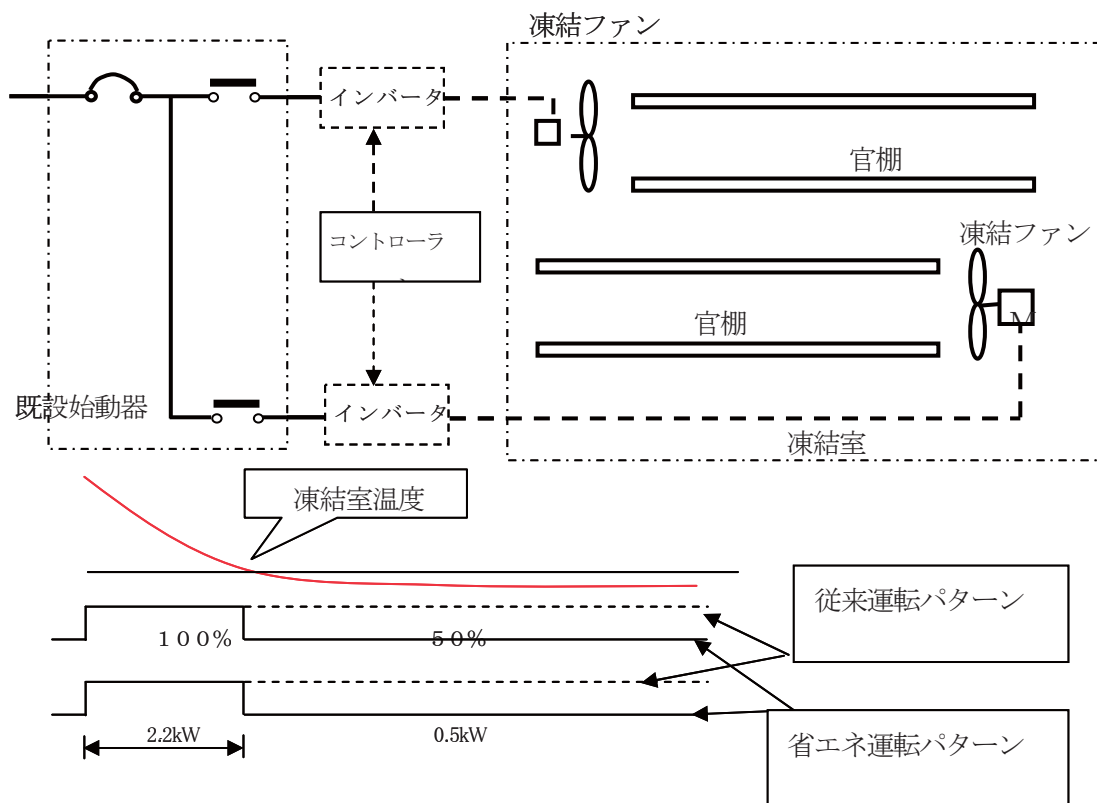 凍結ファン
インバータ
官棚
コントローラ
凍結ファン
官棚
M
既設始動器
インバータ
凍結室
凍結室温度
従来運転パターン
100% 50%
2.2kW 0.5kW
省エネ運転パターン